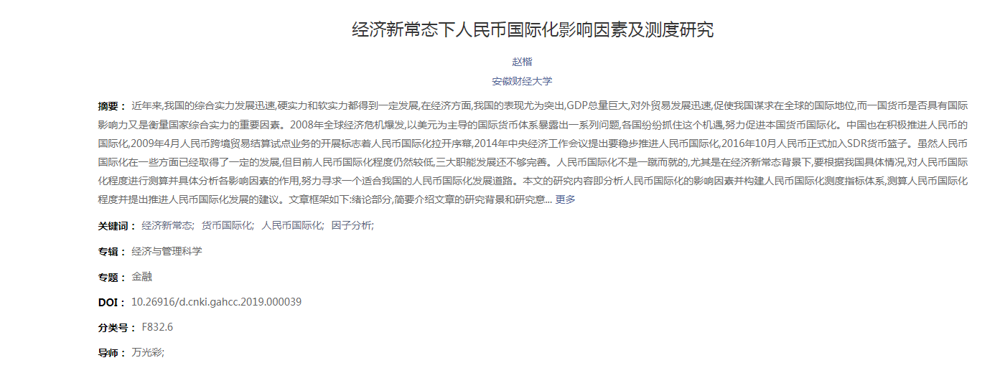 经济新常态下人民币国际化影响因素及测度研究
赵楷
安徽财经大学
摘要： 近年来,我国的综合实力发展迅速,硬实力和软实力都得到一定发展,在经济方面,我国的表现尤为突出,GDP总量巨大,对外贸易发展迅速,促使我国谋求在全球的国际地位,而一国货币是否具有国际
影响力又是衡量国家综合实力的重要因素。2008年全球经济危机爆发,以美元为主导的国际货币体系暴露出一系列问题,各国纷纷抓住这个机遇,努力促进本国货币国际化。中国也在积极推进人民币的
国际化,2009年4月人民币跨境贸易结算试点业务的开展标志着人民币国际化拉开序幕,2014年中央经济工作会议提出要稳步推进人民币国际化,2016年10月人民币正式加入SDR货币篮子。虽然人民币
国际化在一些方面已经取得了一定的发展,但目前人民币国际化程度仍然较低,三大职能发展还不够完善。人民币国际化不是一蹴而就的,尤其是在经济新常态背景下,要根据我国具体情况,对人民币国际
化程度进行测算并具体分析各影响因素的作用,努力寻求一个适合我国的人民币国际化发展道路。本文的研究内容即分析人民币国际化的影响因素并构建人民币国际化测度指标体系,测算人民币国际化
程度并提出推进人民币国际化发展的建议。文章框架如下:绪论部分,简要介绍文章的研究背景和研究意... 更多
关键词： 经济新常态; 货币国际化; 人民币国际化; 因子分析;
专辑： 经济与管理科学
专题： 金融
DOI： 10.26916/d.cnki.gahcc.2019.000039
分类号： F832.6
导师： 万光彩;